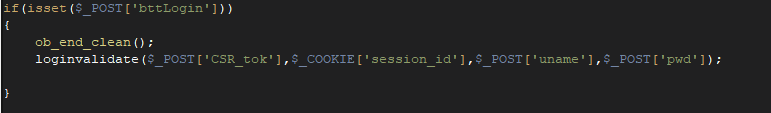 if(isset($_POST['bttLogin']))
{
ob_end_clean();
loginvalidate($_POST['CSR_tok'],$_COOKIE['session_id'],$_POST['uname'],$_POST['pwd']);
}